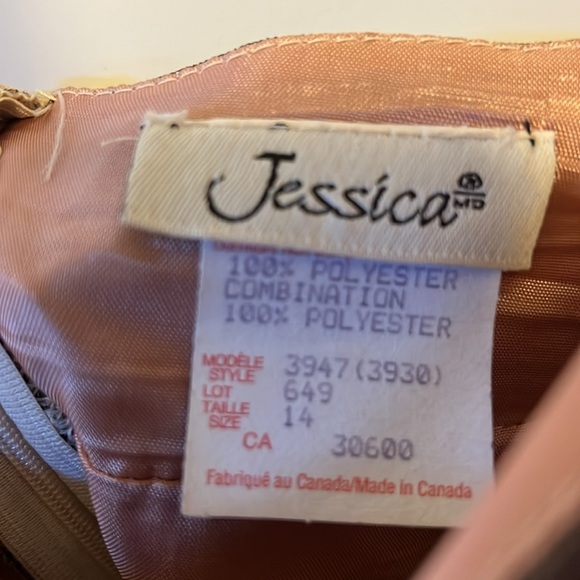 Jessica ® MD
100% POLYESTER
COMBINATION
100% POLYESTER
MODÈLE
STYLE 3947(3930)
LOT 649
TAILLE
SIZE 14
CA 30600
Fabriqué au Canada/Made in Canada